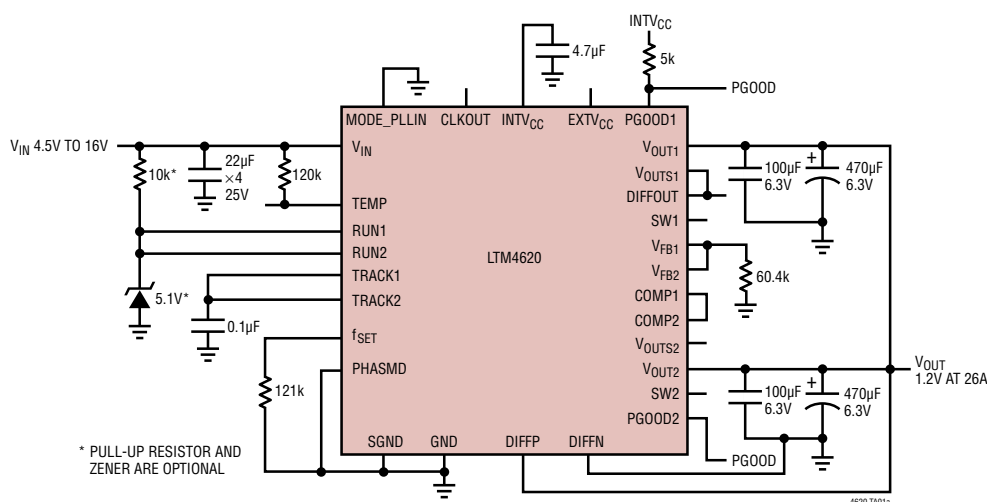 INTVCC
4.7µF
5k
PGOOD
MODE_PLLIN CLKOUT INTVCC EXTVCC PGOOD1
VIN 4.5V TO 16V
VIN
VOUT1
10k*
22µF
×4
25V
120k
100µF
6.3V
+
470µF
6.3V
VOUTS1
DIFFOUT
TEMP
SW1
RUN1
RUN2
LTM4620
VFB1
VFB2
60.4k
TRACK1
TRACK2
COMP1
COMP2
5.1V*
0.1µF
fSET
VOUTS2
PHASMD
VOUT2
VOUT
1.2V AT 26A
121k
100µF
6.3V
+
470µF
6.3V
SW2
PGOOD2
SGND GND DIFFP DIFFN
PGOOD
* PULL-UP RESISTOR AND
ZENER ARE OPTIONAL
4620 TA01a